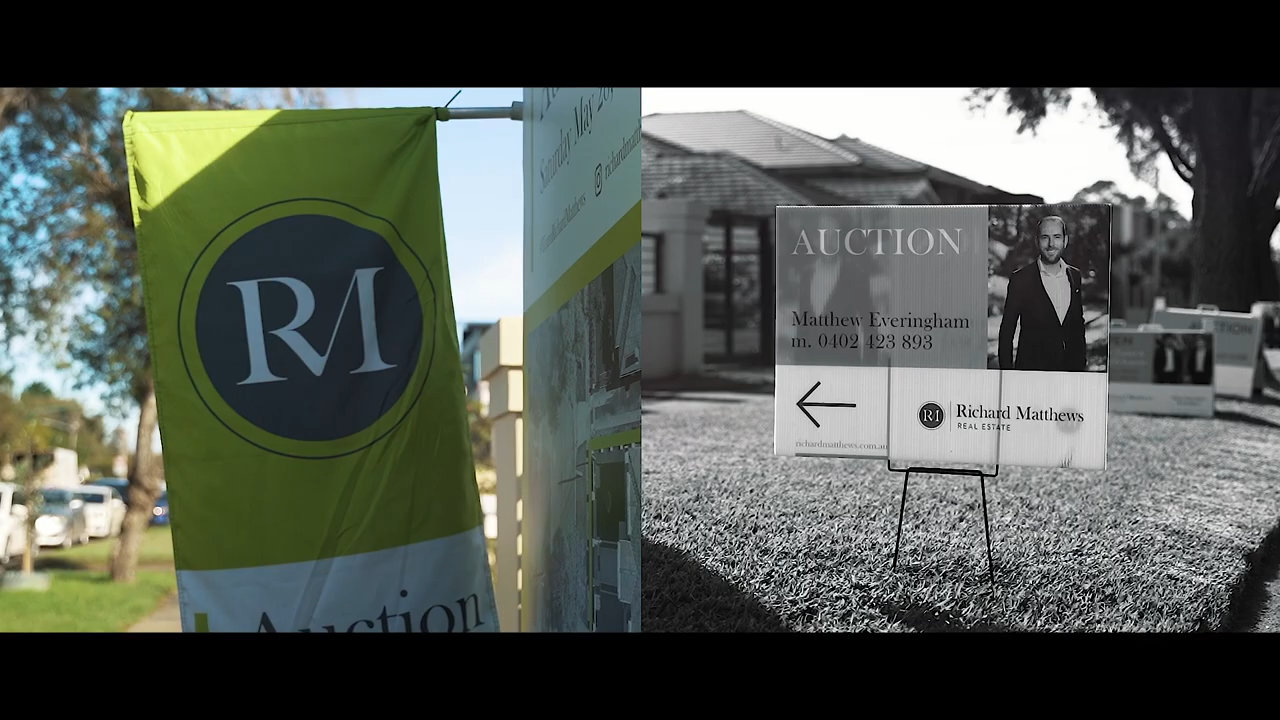 RM
Auction
Saturday May
AUCTION
Matthew Everingham
m. 0402 423 893
RM
Richard Matthews
REAL ESTATE
richardmatthews.com.au